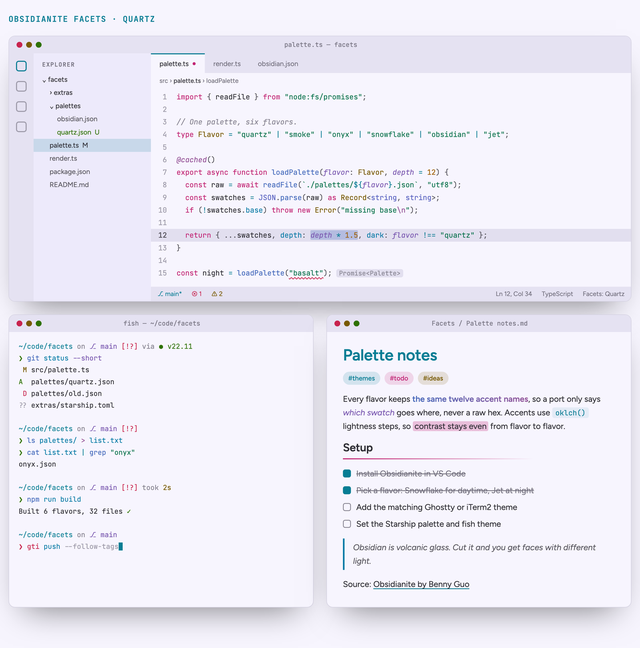 OBSIDIANITE FACETS · QUARTZ
palette.ts — facets
EXPLORER
facets
extras
palettes
obsidian.json
quartz.json U
palette.ts M
render.ts
package.json
README.md
palette.ts ● render.ts obsidian.json
src › palette.ts › loadPalette
1 import { readFile } from "node:fs/promises";
2
3 // One palette, six flavors.
4 type Flavor = "quartz" | "smoke" | "onyx" | "snowflake" | "obsidian" | "jet";
5
6 @cached()
7 export async function loadPalette(flavor: Flavor, depth = 12) {
8 const raw = await readFile(`./palettes/${flavor}.json`, "utf8");
9 const swatches = JSON.parse(raw) as Record<string, string>;
10 if (!swatches.base) throw new Error("missing base\n");
11
12 return { ...swatches, depth: depth * 1.5, dark: flavor !== "quartz" };
13 }
14
15 const night = loadPalette("basalt"); Promise<Palette>
main* 1 2 Ln 12, Col 34 TypeScript Facets: Quartz
fish — ~/code/facets
~/code/facets on ⎇ main [!?] via ● v22.11
❯ git status --short
M src/palette.ts
A palettes/quartz.json
D palettes/old.json
?? extras/starship.toml
~/code/facets on ⎇ main [!?]
❯ ls palettes/ > list.txt
❯ cat list.txt | grep "onyx"
onyx.json
~/code/facets on ⎇ main [!?] took 2s
❯ npm run build
Built 6 flavors, 32 files ✓
~/code/facets on ⎇ main
❯ gti push --follow-tags
Facets / Palette notes.md
Palette notes
#themes #todo #ideas
Every flavor keeps the same twelve accent names, so a port only says
which swatch goes where, never a raw hex. Accents use oklch()
lightness steps, so contrast stays even from flavor to flavor.
Setup
Install Obsidianite in VS Code
Pick a flavor: Snowflake for daytime, Jet at night
Add the matching Ghostty or iTerm2 theme
Set the Starship palette and fish theme
Obsidian is volcanic glass. Cut it and you get faces with different
light.
Source: Obsidianite by Benny Guo